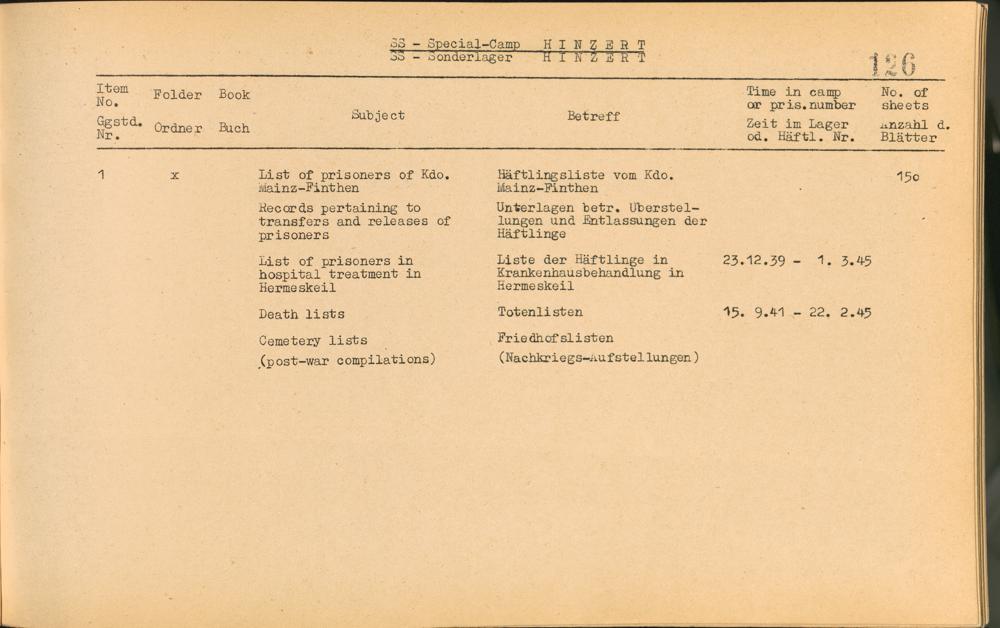 SS - Special-Camp H I N Z E R T
SS - Sonderlager H I N Z E R T
126
Item No. Folder Book Subject Betreff Time in camp or pris.number No. of sheets
Ggstd. Nr. Ordner Buch Zeit im Lager od. Häftl. Nr. Anzahl d. Blätter
1 x List of prisoners of Kdo. Häftlingsliste vom Kdo. 150
Mainz-Finthen Mainz-Finthen
Records pertaining to Unterlagen betr. Überstel-
transfers and releases of lungen und Entlassungen der
prisoners Häftlinge
List of prisoners in Liste der Häftlinge in 23.12.39 - 1. 3.45
hospital treatment in Krankenhausbehandlung in
Hermeskeil Hermeskeil
Death lists Totenlisten 15. 9.41 - 22. 2.45
Cemetery lists Friedhofslisten
(post-war compilations) (Nachkriegs-Aufstellungen)